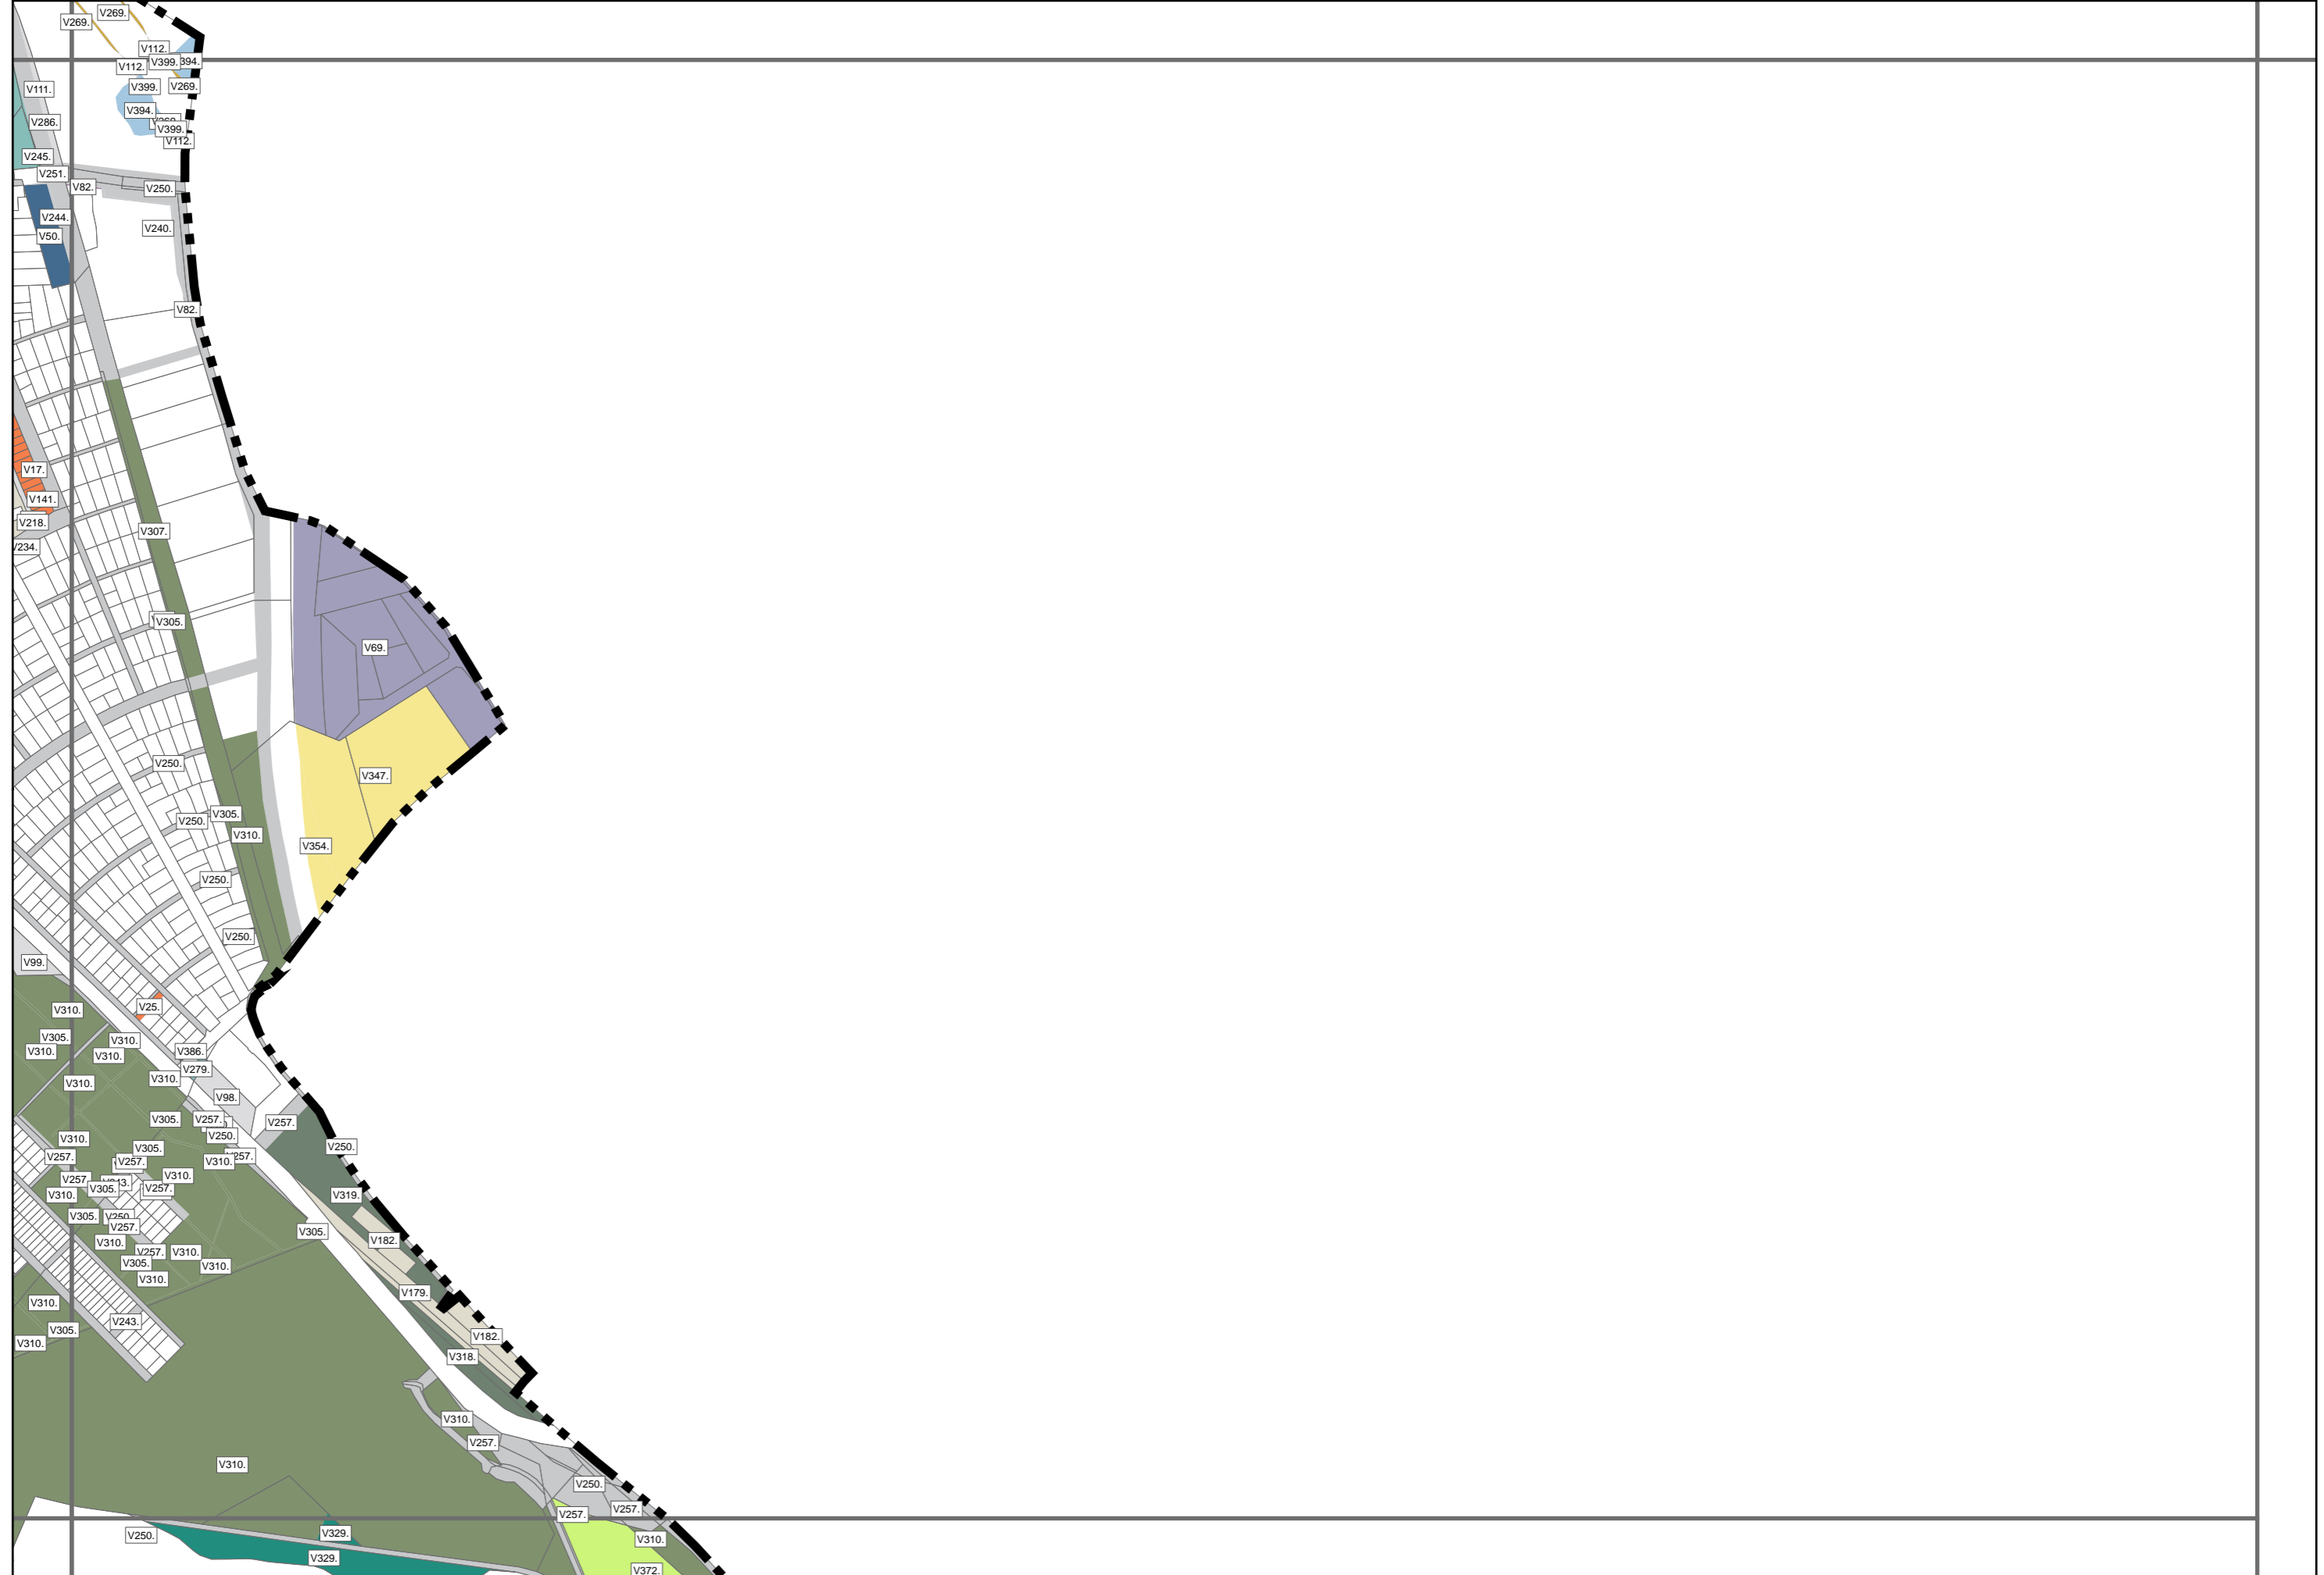 V269.
V269.
V112.
V399.
394.
V112.
V399.
V269.
V111.
V394.
V286.
V399.
V112.
V245.
V251.
V82.
V250.
V244.
V240.
V50.
V82.
V17.
V141.
V218.
V234.
V307.
V305.
V69.
V250.
V347.
V305.
V250.
V310.
V354.
V250.
V250.
V99.
V25.
V310.
V305.
V310.
V310.
V310.
V386.
V279.
V310.
V310.
V98.
V305.
V257.
V257.
V250.
V310.
V250.
V305.
V257.
V257.
V310.
257.
V310.
V257.
V305.
V257.
V310.
V319.
V305.
V250.
V257.
V305.
V182.
V310.
V257.
V310.
V305.
V310.
V310.
V179.
V310.
V243.
V305.
V310.
V182.
V318.
V310.
V257.
V310.
V250.
V257.
V257.
V250.
V329.
V310.
V329.
V372.